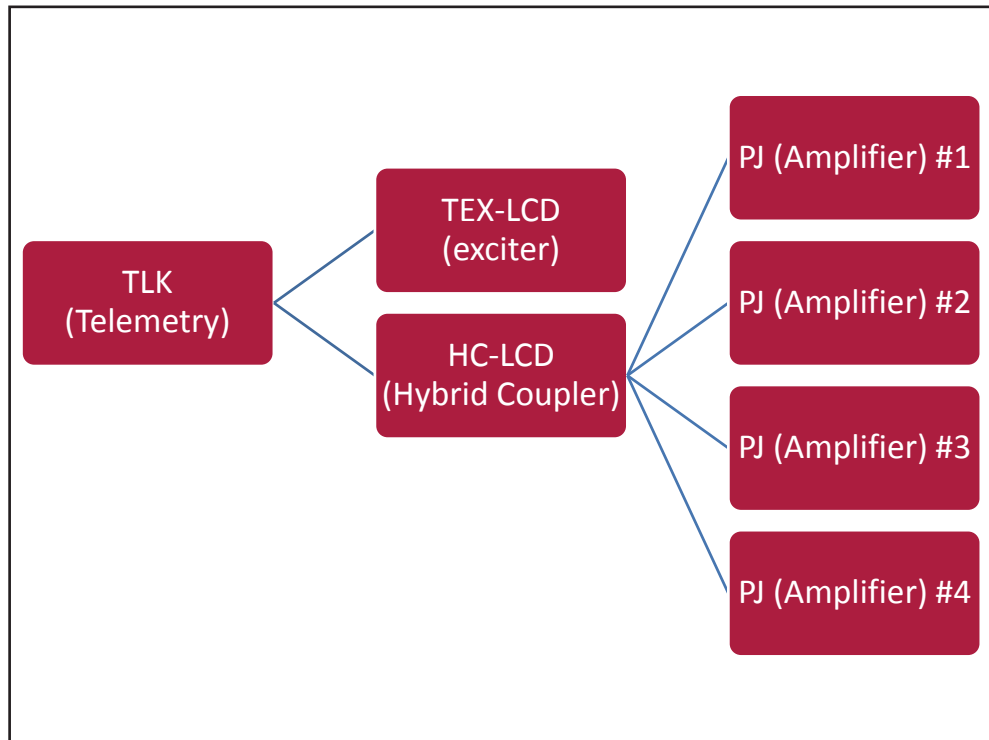 TLK
(Telemetry)
TEX-LCD
(exciter)
HC-LCD
(Hybrid Coupler)
PJ (Amplifier) #1
PJ (Amplifier) #2
PJ (Amplifier) #3
PJ (Amplifier) #4